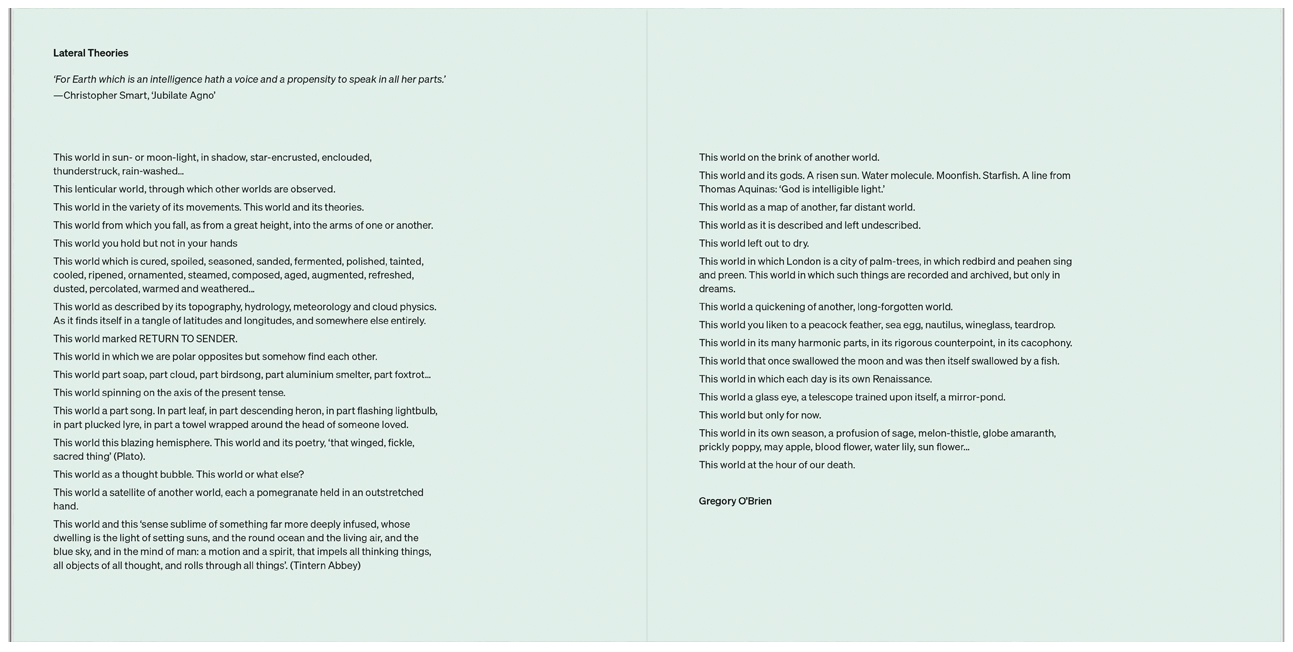 Lateral Theories
‘For Earth which is an intelligence hath a voice and a propensity to speak in all her parts.’
—Christopher Smart, ‘Jubilate Agno’
This world in sun- or moon-light, in shadow, star-encrusted, enclouded,
thunderstruck, rain-washed…
This lenticular world, through which other worlds are observed.
This world in the variety of its movements. This world and its theories.
This world from which you fall, as from a great height, into the arms of one or another.
This world you hold but not in your hands
This world which is cured, spoiled, seasoned, sanded, fermented, polished, tainted,
cooled, ripened, ornamented, steamed, composed, aged, augmented, refreshed,
dusted, percolated, warmed and weathered…
This world as described by its topography, hydrology, meteorology and cloud physics.
As it finds itself in a tangle of latitudes and longitudes, and somewhere else entirely.
This world marked RETURN TO SENDER.
This world in which we are polar opposites but somehow find each other.
This world part soap, part cloud, part birdsong, part aluminium smelter, part foxtrot…
This world spinning on the axis of the present tense.
This world a part song. In part leaf, in part descending heron, in part flashing lightbulb,
in part plucked lyre, in part a towel wrapped around the head of someone loved.
This world this blazing hemisphere. This world and its poetry, ‘that winged, fickle,
sacred thing’ (Plato).
This world as a thought bubble. This world or what else?
This world a satellite of another world, each a pomegranate held in an outstretched
hand.
This world and this ‘sense sublime of something far more deeply infused, whose
dwelling is the light of setting suns, and the round ocean and the living air, and the
blue sky, and in the mind of man: a motion and a spirit, that impels all thinking things,
all objects of all thought, and rolls through all things’. (Tintern Abbey)
This world on the brink of another world.
This world and its gods. A risen sun. Water molecule. Moonfish. Starfish. A line from
Thomas Aquinas: ‘God is intelligible light.’
This world as a map of another, far distant world.
This world as it is described and left undescribed.
This world left out to dry.
This world in which London is a city of palm-trees, in which redbird and peahen sing
and preen. This world in which such things are recorded and archived, but only in
dreams.
This world a quickening of another, long-forgotten world.
This world you liken to a peacock feather, sea egg, nautilus, wineglass, teardrop.
This world in its many harmonic parts, in its rigorous counterpoint, in its cacophony.
This world that once swallowed the moon and was then itself swallowed by a fish.
This world in which each day is its own Renaissance.
This world a glass eye, a telescope trained upon itself, a mirror-pond.
This world but only for now.
This world in its own season, a profusion of sage, melon-thistle, globe amaranth,
prickly poppy, may apple, blood flower, water lily, sun flower…
This world at the hour of our death.
Gregory O’Brien